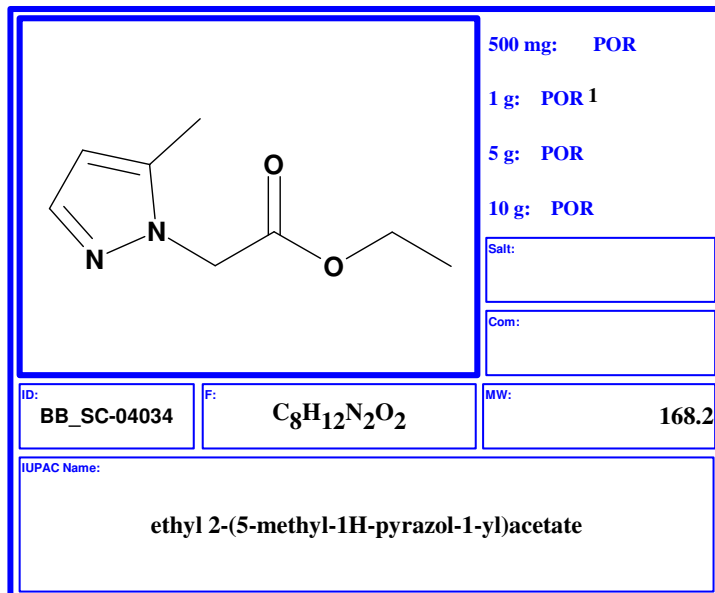 500 mg: POR
1 g: POR 1
5 g: POR
10 g: POR
O
N
N
O
Salt:
Com:
ID:
BB_SC-04034
F:
C8H12N2O2
MW:
168.2
IUPAC Name:
ethyl 2-(5-methyl-1H-pyrazol-1-yl)acetate